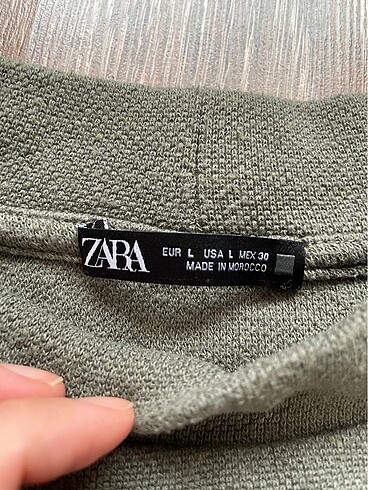 ZARA
EUR L USA L MEX 30
MADE IN MOROCCO